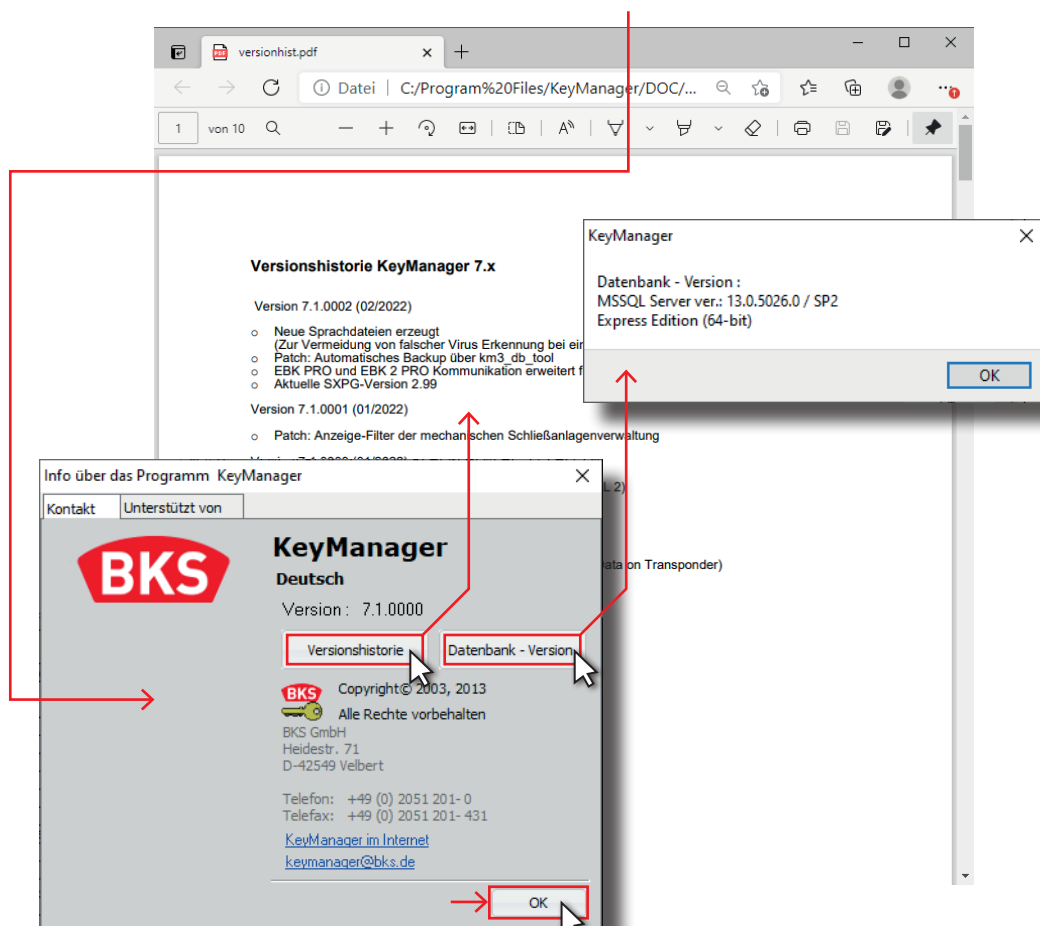 versionhist.pdf
Datei | C:/Program%20Files/KeyManager/DOC/...
1 von 10
Versionshistorie KeyManager 7.x
Version 7.1.0002 (02/2022)
o Neue Sprachdateien erzeugt
(Zur Vermeidung von falscher Virus Erkennung bei ei
o Patch: Automatisches Backup über km3_db_tool
o EBK PRO und EBK 2 PRO Kommunikation erweitert f
o Aktuelle SXPG-Version 2.99
Version 7.1.0001 (01/2022)
o Patch: Anzeige-Filter der mechanischen Schließanlagenverwaltung
L 2)
on Transponder)
KeyManager
Datenbank - Version :
MSSQL Server ver.: 13.0.5026.0 / SP2
Express Edition (64-bit)
OK
Info über das Programm KeyManager
Kontakt Unterstützt von
BKS
KeyManager
Deutsch
Version : 7.1.0000
Versionshistorie Datenbank - Version
BKS
Copyright© 2003, 2013
Alle Rechte vorbehalten
BKS GmbH
Heidestr. 71
D-42549 Velbert
Telefon: +49 (0) 2051 201- 0
Telefax: +49 (0) 2051 201- 431
KeyManager im Internet
keymanager@bks.de
OK